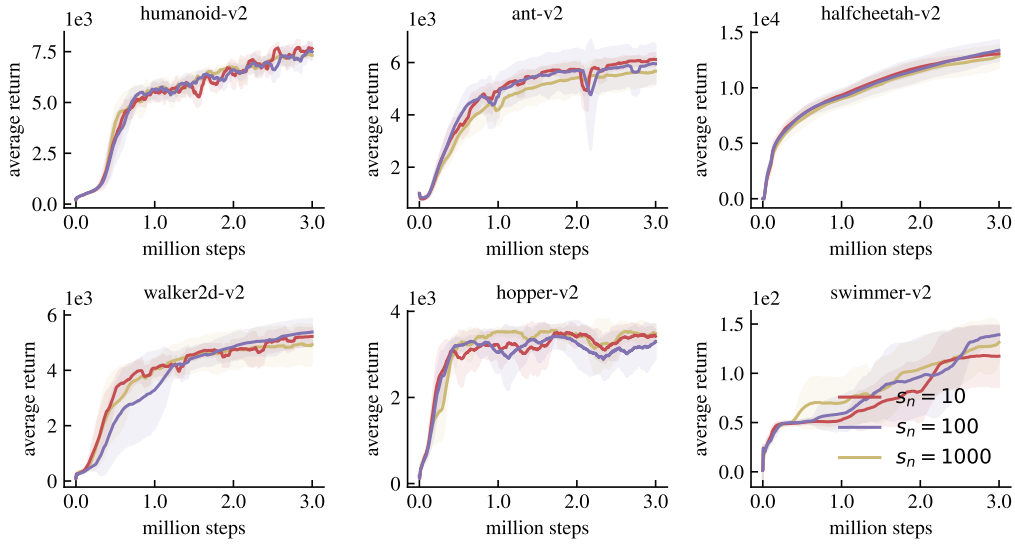 humanoid-v2
1e3
average return
7.5
5.0
2.5
0.0
0.0 1.0 2.0 3.0
million steps
ant-v2
1e3
average return
6
4
2
0.0 1.0 2.0 3.0
million steps
halfcheetah-v2
1e4
average return
1.5
1.0
0.5
0.0
0.0 1.0 2.0 3.0
million steps
walker2d-v2
1e3
average return
6
4
2
0
0.0 1.0 2.0 3.0
million steps
hopper-v2
1e3
average return
4
2
0
0.0 1.0 2.0 3.0
million steps
swimmer-v2
1e2
average return
1.5
1.0
0.5
0.0
0.0 1.0 2.0 3.0
million steps
sₙ = 10
sₙ = 100
sₙ = 1000